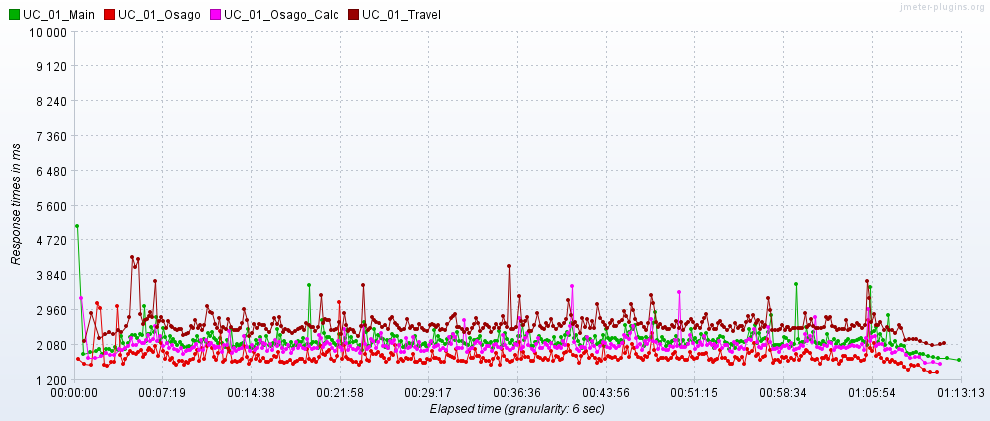 UC_01_Main UC_01_Osago UC_01_Osago_Calc UC_01_Travel
jmeter-plugins.org
10 000
9 120
8 240
7 360
6 480
5 600
4 720
3 840
2 960
2 080
1 200
Response times in ms
00:00:00 00:07:19 00:14:38 00:21:58 00:29:17 00:36:36 00:43:56 00:51:15 00:58:34 01:05:54 01:13:13
Elapsed time (granularity: 6 sec)